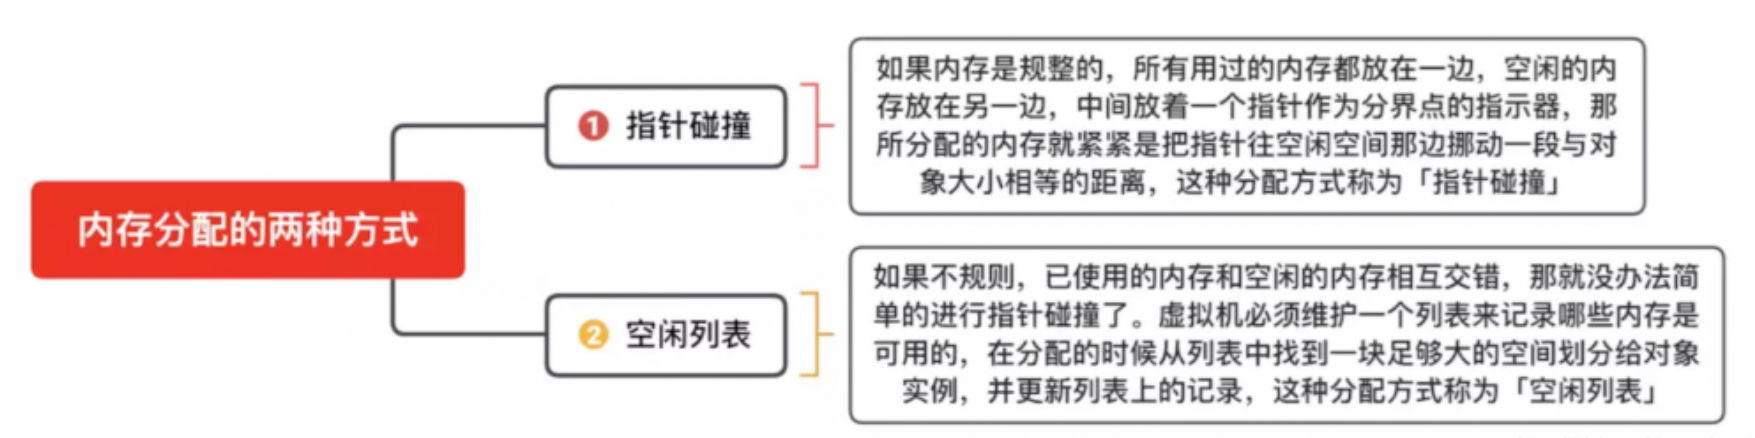 内存分配的两种方式
1 指针碰撞
如果内存是规整的，所有用过的内存都放在一边，空闲的内
存放在另一边，中间放着一个指针作为分界点的指示器，那
所分配的内存就紧紧是把指针往空闲空间那边挪动一段与对
象大小相等的距离，这种分配方式称为「指针碰撞」
2 空闲列表
如果不规则，已使用的内存和空闲的内存相互交错，那就没办法简
单的进行指针碰撞了。虚拟机必须维护一个列表来记录哪些内存是
可用的，在分配的时候从列表中找到一块足够大的空间划分给对象
实例，并更新列表上的记录，这种分配方式称为「空闲列表」